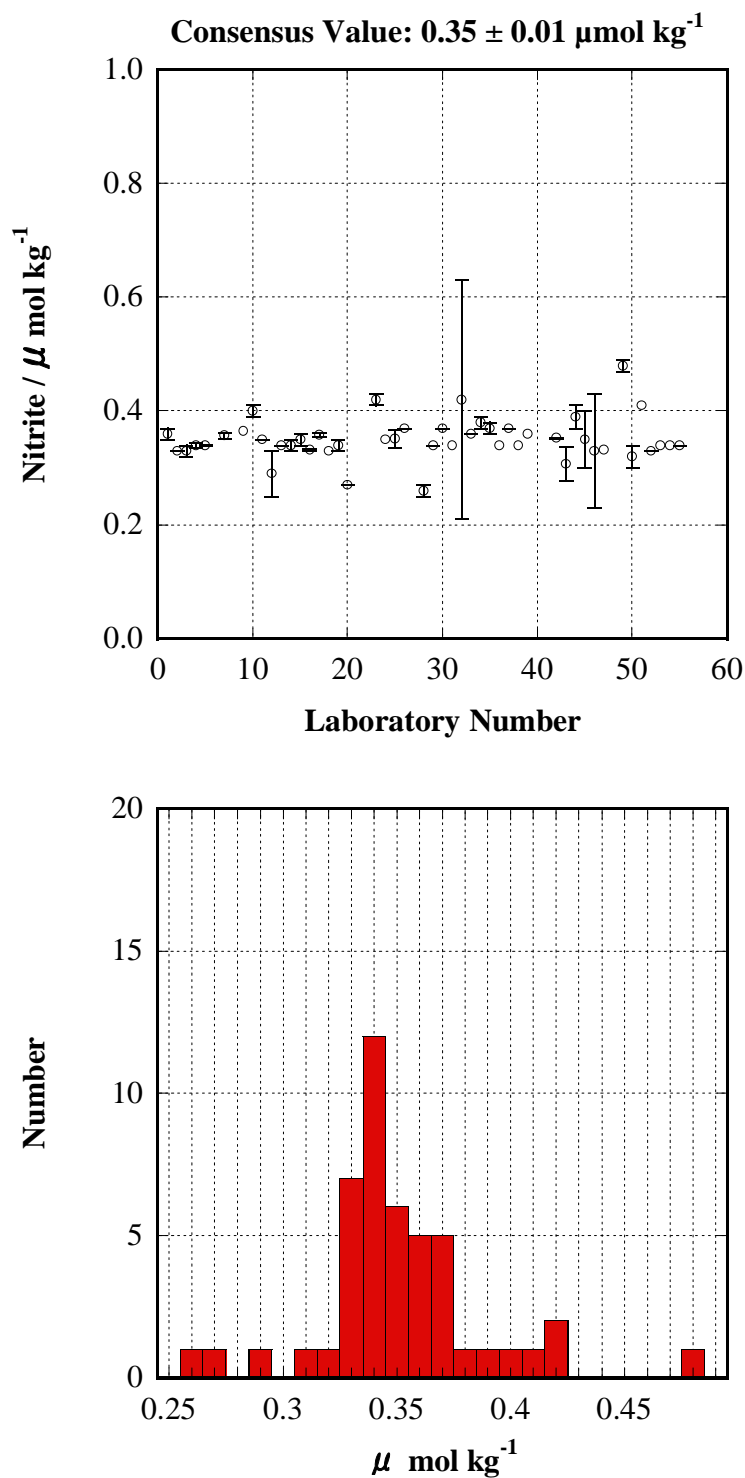 Consensus Value: 0.35 ± 0.01 μmol kg-1
1.0
0.8
0.6
0.4
0.2
0.0
Nitrite / μ mol kg-1
0 10 20 30 40 50 60
Laboratory Number
20
15
10
5
0
Number
0.25 0.3 0.35 0.4 0.45
μ mol kg-1